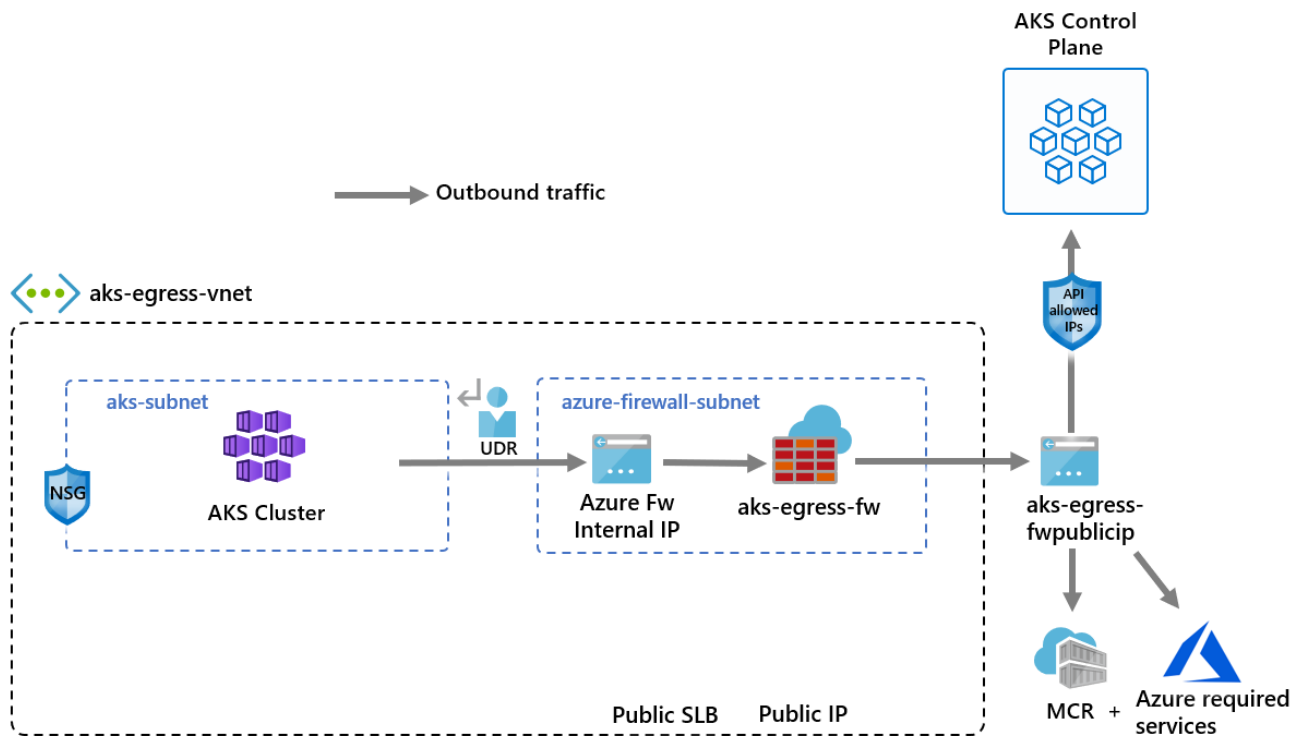 AKS Control
Plane
Outbound traffic
aks-egress-vnet
API
allowed
IPs
aks-subnet
azure-firewall-subnet
UDR
NSG
AKS Cluster
Azure Fw
Internal IP
aks-egress-fw
aks-egress-
fwpublicip
MCR + Azure required
services
Public SLB
Public IP